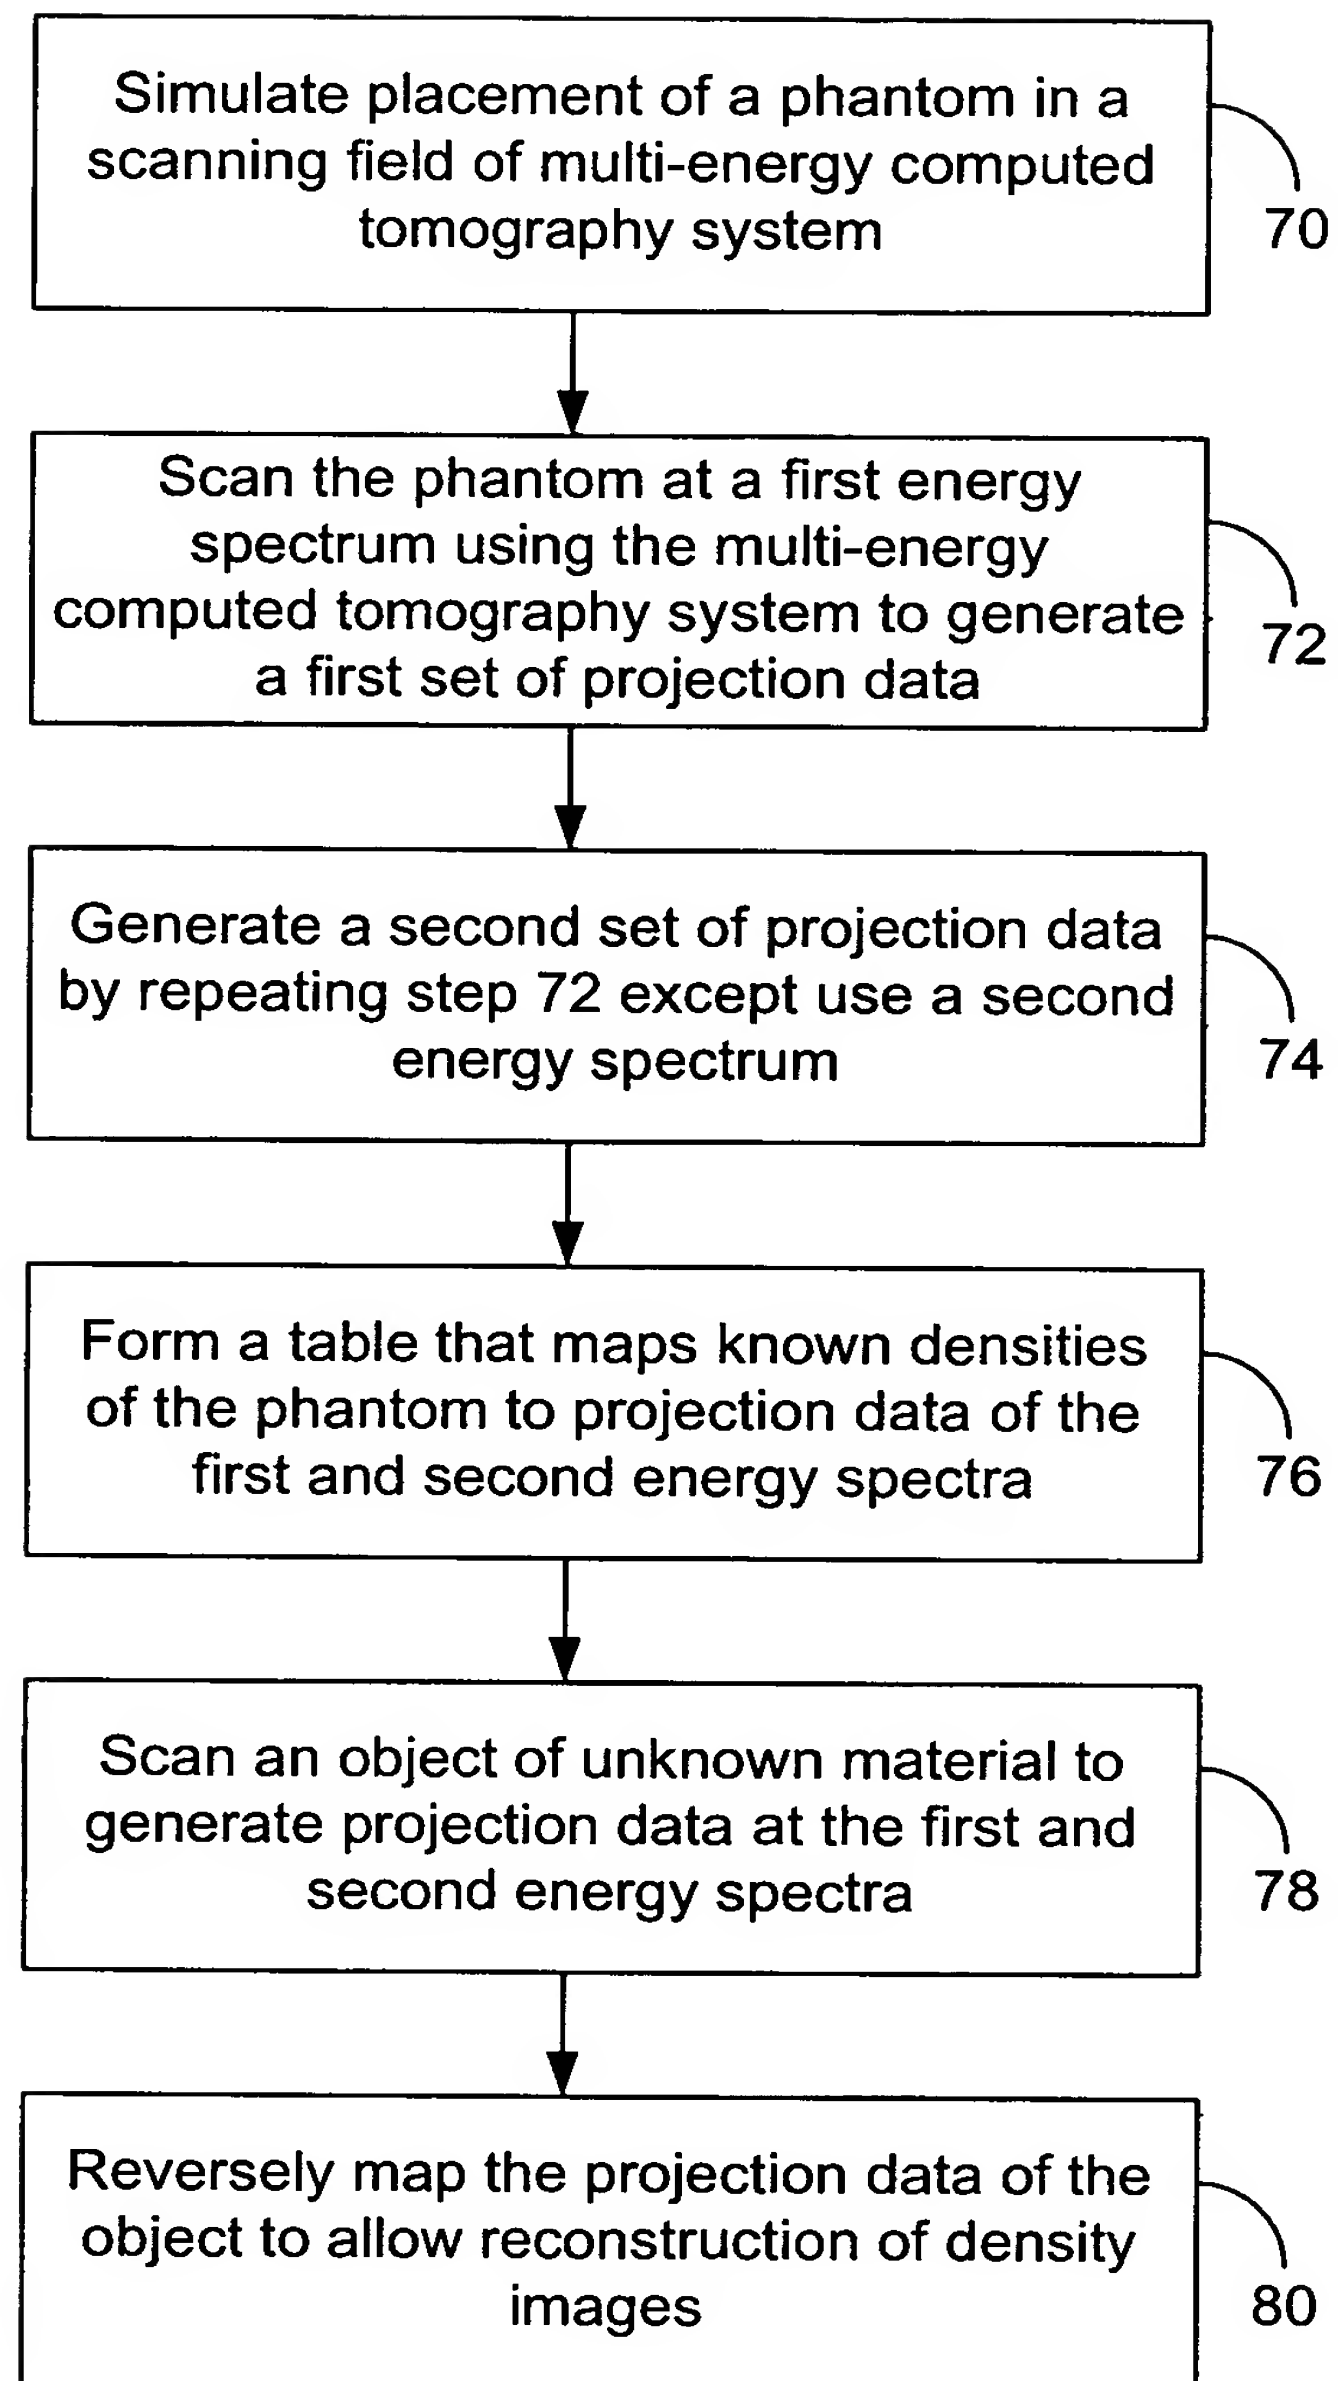 Simulate placement of a phantom in a
scanning field of multi-energy computed
tomography system
70
Scan the phantom at a first energy
spectrum using the multi-energy
computed tomography system to generate
a first set of projection data
72
Generate a second set of projection data
by repeating step 72 except use a second
energy spectrum
74
Form a table that maps known densities
of the phantom to projection data of the
first and second energy spectra
76
Scan an object of unknown material to
generate projection data at the first and
second energy spectra
78
Reversely map the projection data of the
object to allow reconstruction of density
images
80